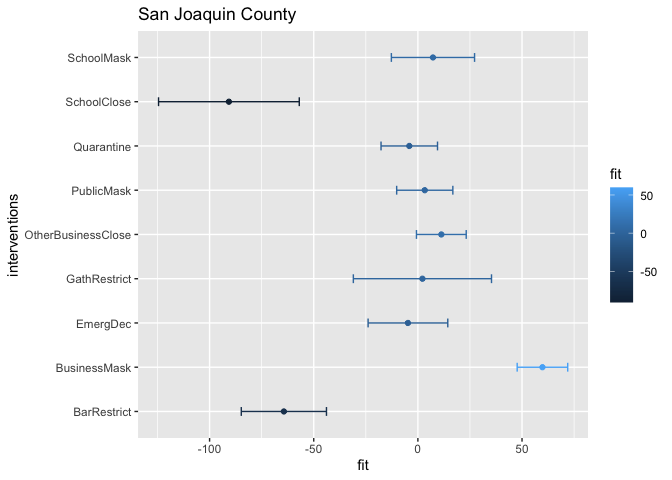 San Joaquin County
SchoolMask
SchoolClose
Quarantine
PublicMask
OtherBusinessClose
GathRestrict
EmergDec
BusinessMask
BarRestrict
interventions
-100 -50 0 50
fit
fit
50
0
-50